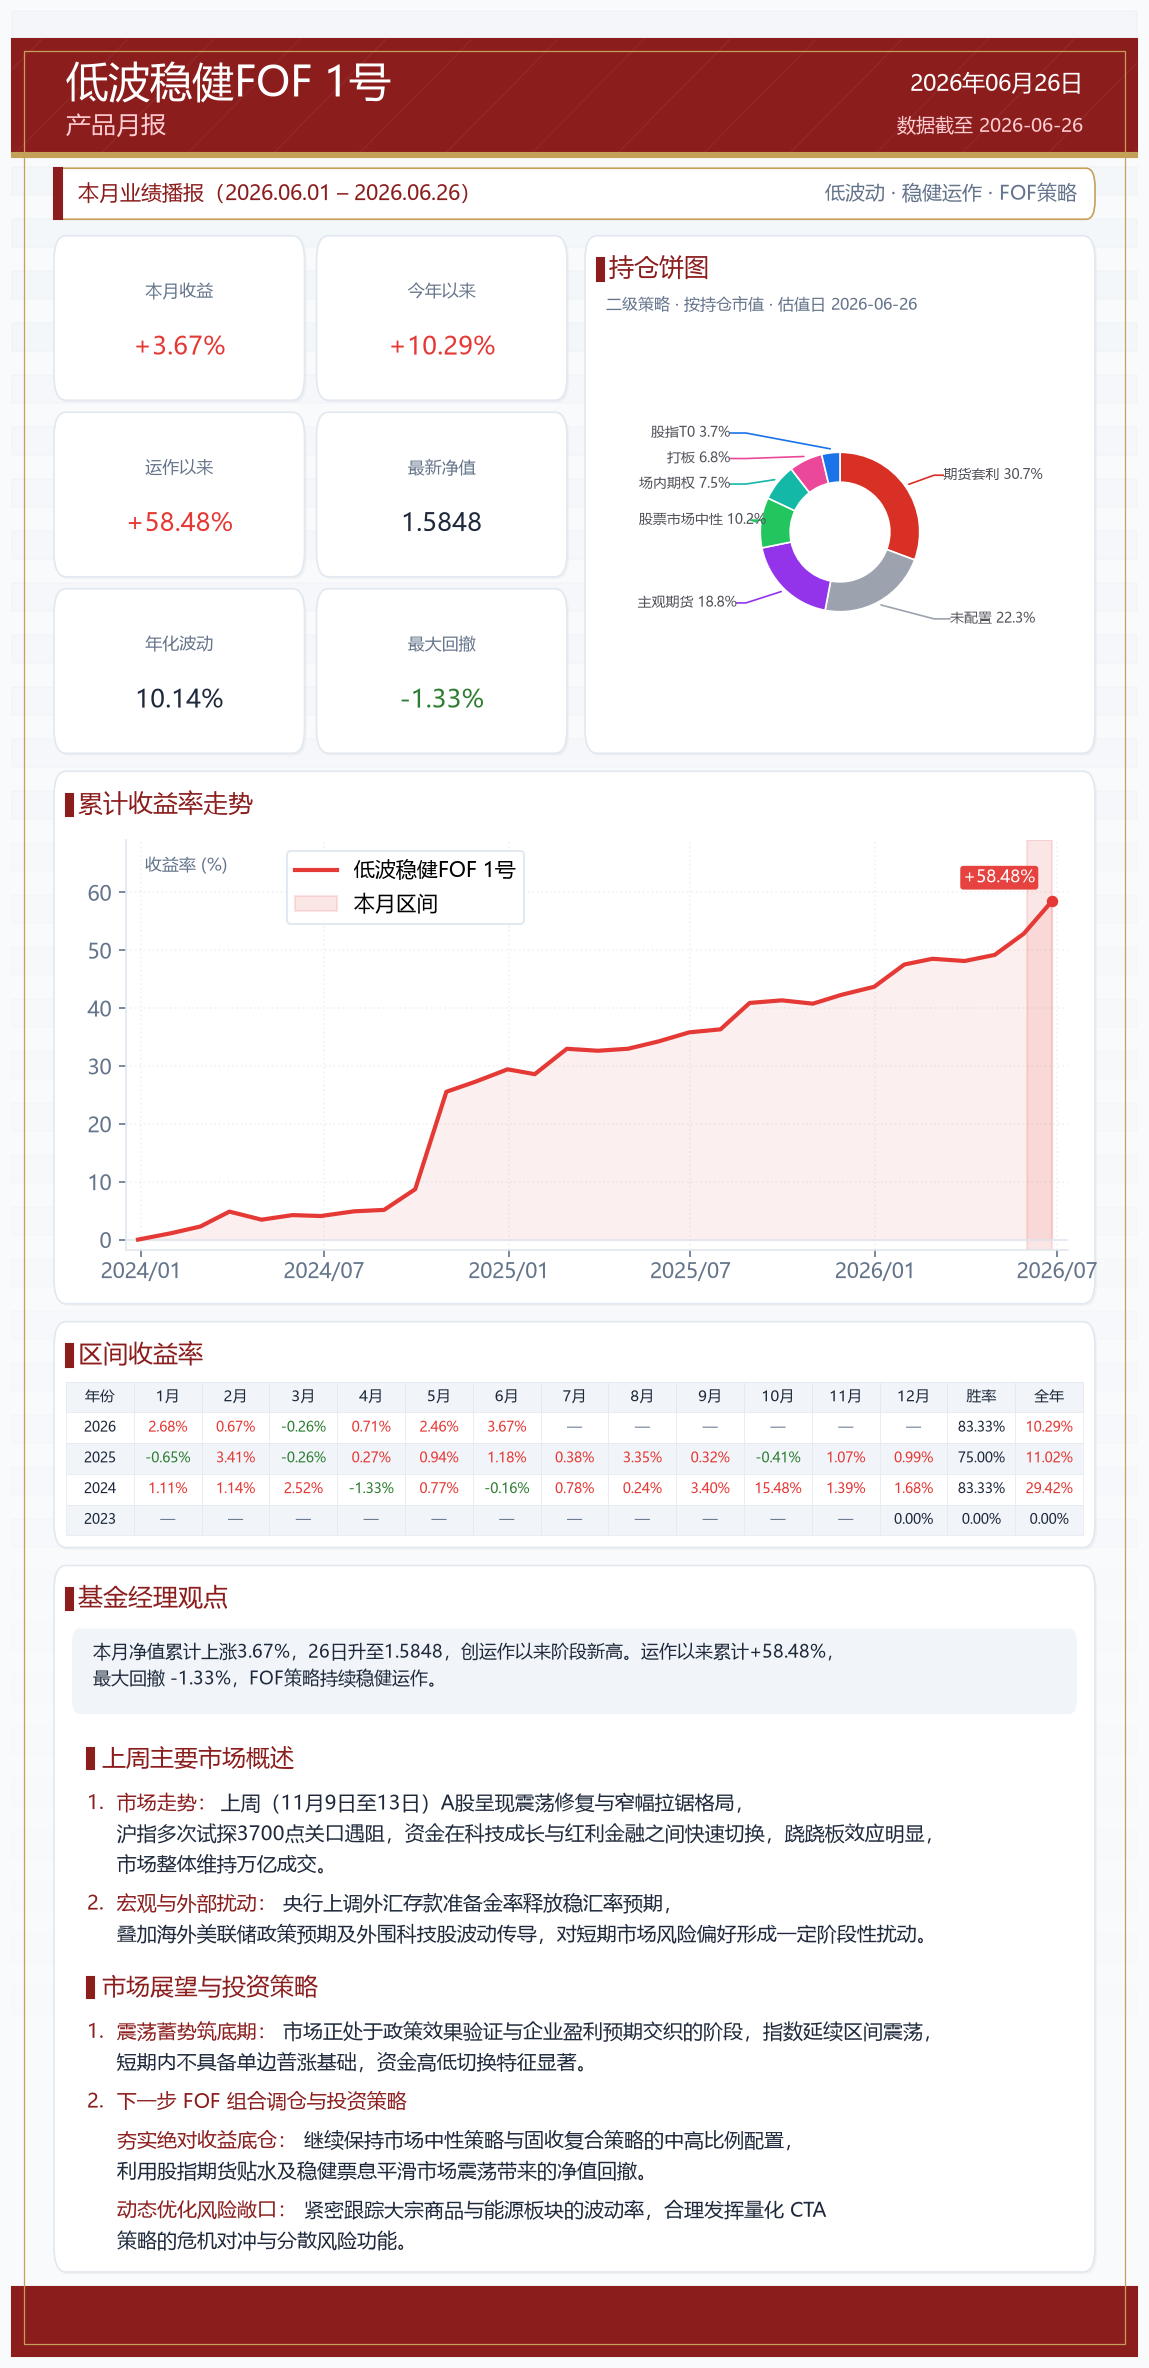 低波稳健FOF 1号
产品月报
2026年06月26日
数据截至 2026-06-26
本月业绩播报（2026.06.01 – 2026.06.26）
低波动 · 稳健运作 · FOF策略
本月收益
+3.67%
今年以来
+10.29%
运作以来
+58.48%
最新净值
1.5848
年化波动
10.14%
最大回撤
-1.33%
持仓饼图
二级策略 · 按持仓市值 · 估值日 2026-06-26
股指T0 3.7%
打板 6.8%
场内期权 7.5%
股票市场中性 10.2%
主观期货 18.8%
期货套利 30.7%
未配置 22.3%
累计收益率走势
收益率 (%)
低波稳健FOF 1号
本月区间
+58.48%
60
50
40
30
20
10
0
2024/01 2024/07 2025/01 2025/07 2026/01 2026/07
区间收益率
年份 1月 2月 3月 4月 5月 6月 7月 8月 9月 10月 11月 12月 胜率 全年
2026 2.68% 0.67% -0.26% 0.71% 2.46% 3.67% — — — — — — 83.33% 10.29%
2025 -0.65% 3.41% -0.26% 0.27% 0.94% 1.18% 0.38% 3.35% 0.32% -0.41% 1.07% 0.99% 75.00% 11.02%
2024 1.11% 1.14% 2.52% -1.33% 0.77% -0.16% 0.78% 0.24% 3.40% 15.48% 1.39% 1.68% 83.33% 29.42%
2023 — — — — — — — — — — — 0.00% 0.00% 0.00%
基金经理观点
本月净值累计上涨3.67%，26日升至1.5848，创运作以来阶段新高。运作以来累计+58.48%，
最大回撤 -1.33%，FOF策略持续稳健运作。
上周主要市场概述
1. 市场走势： 上周（11月9日至13日）A股呈现震荡修复与窄幅拉锯格局，
沪指多次试探3700点关口遇阻，资金在科技成长与红利金融之间快速切换，跷跷板效应明显，
市场整体维持万亿成交。
2. 宏观与外部扰动： 央行上调外汇存款准备金率释放稳汇率预期，
叠加海外美联储政策预期及外围科技股波动传导，对短期市场风险偏好形成一定阶段性扰动。
市场展望与投资策略
1. 震荡蓄势筑底期： 市场正处于政策效果验证与企业盈利预期交织的阶段，指数延续区间震荡，
短期内不具备单边普涨基础，资金高低切换特征显著。
2. 下一步 FOF 组合调仓与投资策略
夯实绝对收益底仓： 继续保持市场中性策略与固收复合策略的中高比例配置，
利用股指期货贴水及稳健票息平滑市场震荡带来的净值回撤。
动态优化风险敞口： 紧密跟踪大宗商品与能源板块的波动率，合理发挥量化 CTA
策略的危机对冲与分散风险功能。